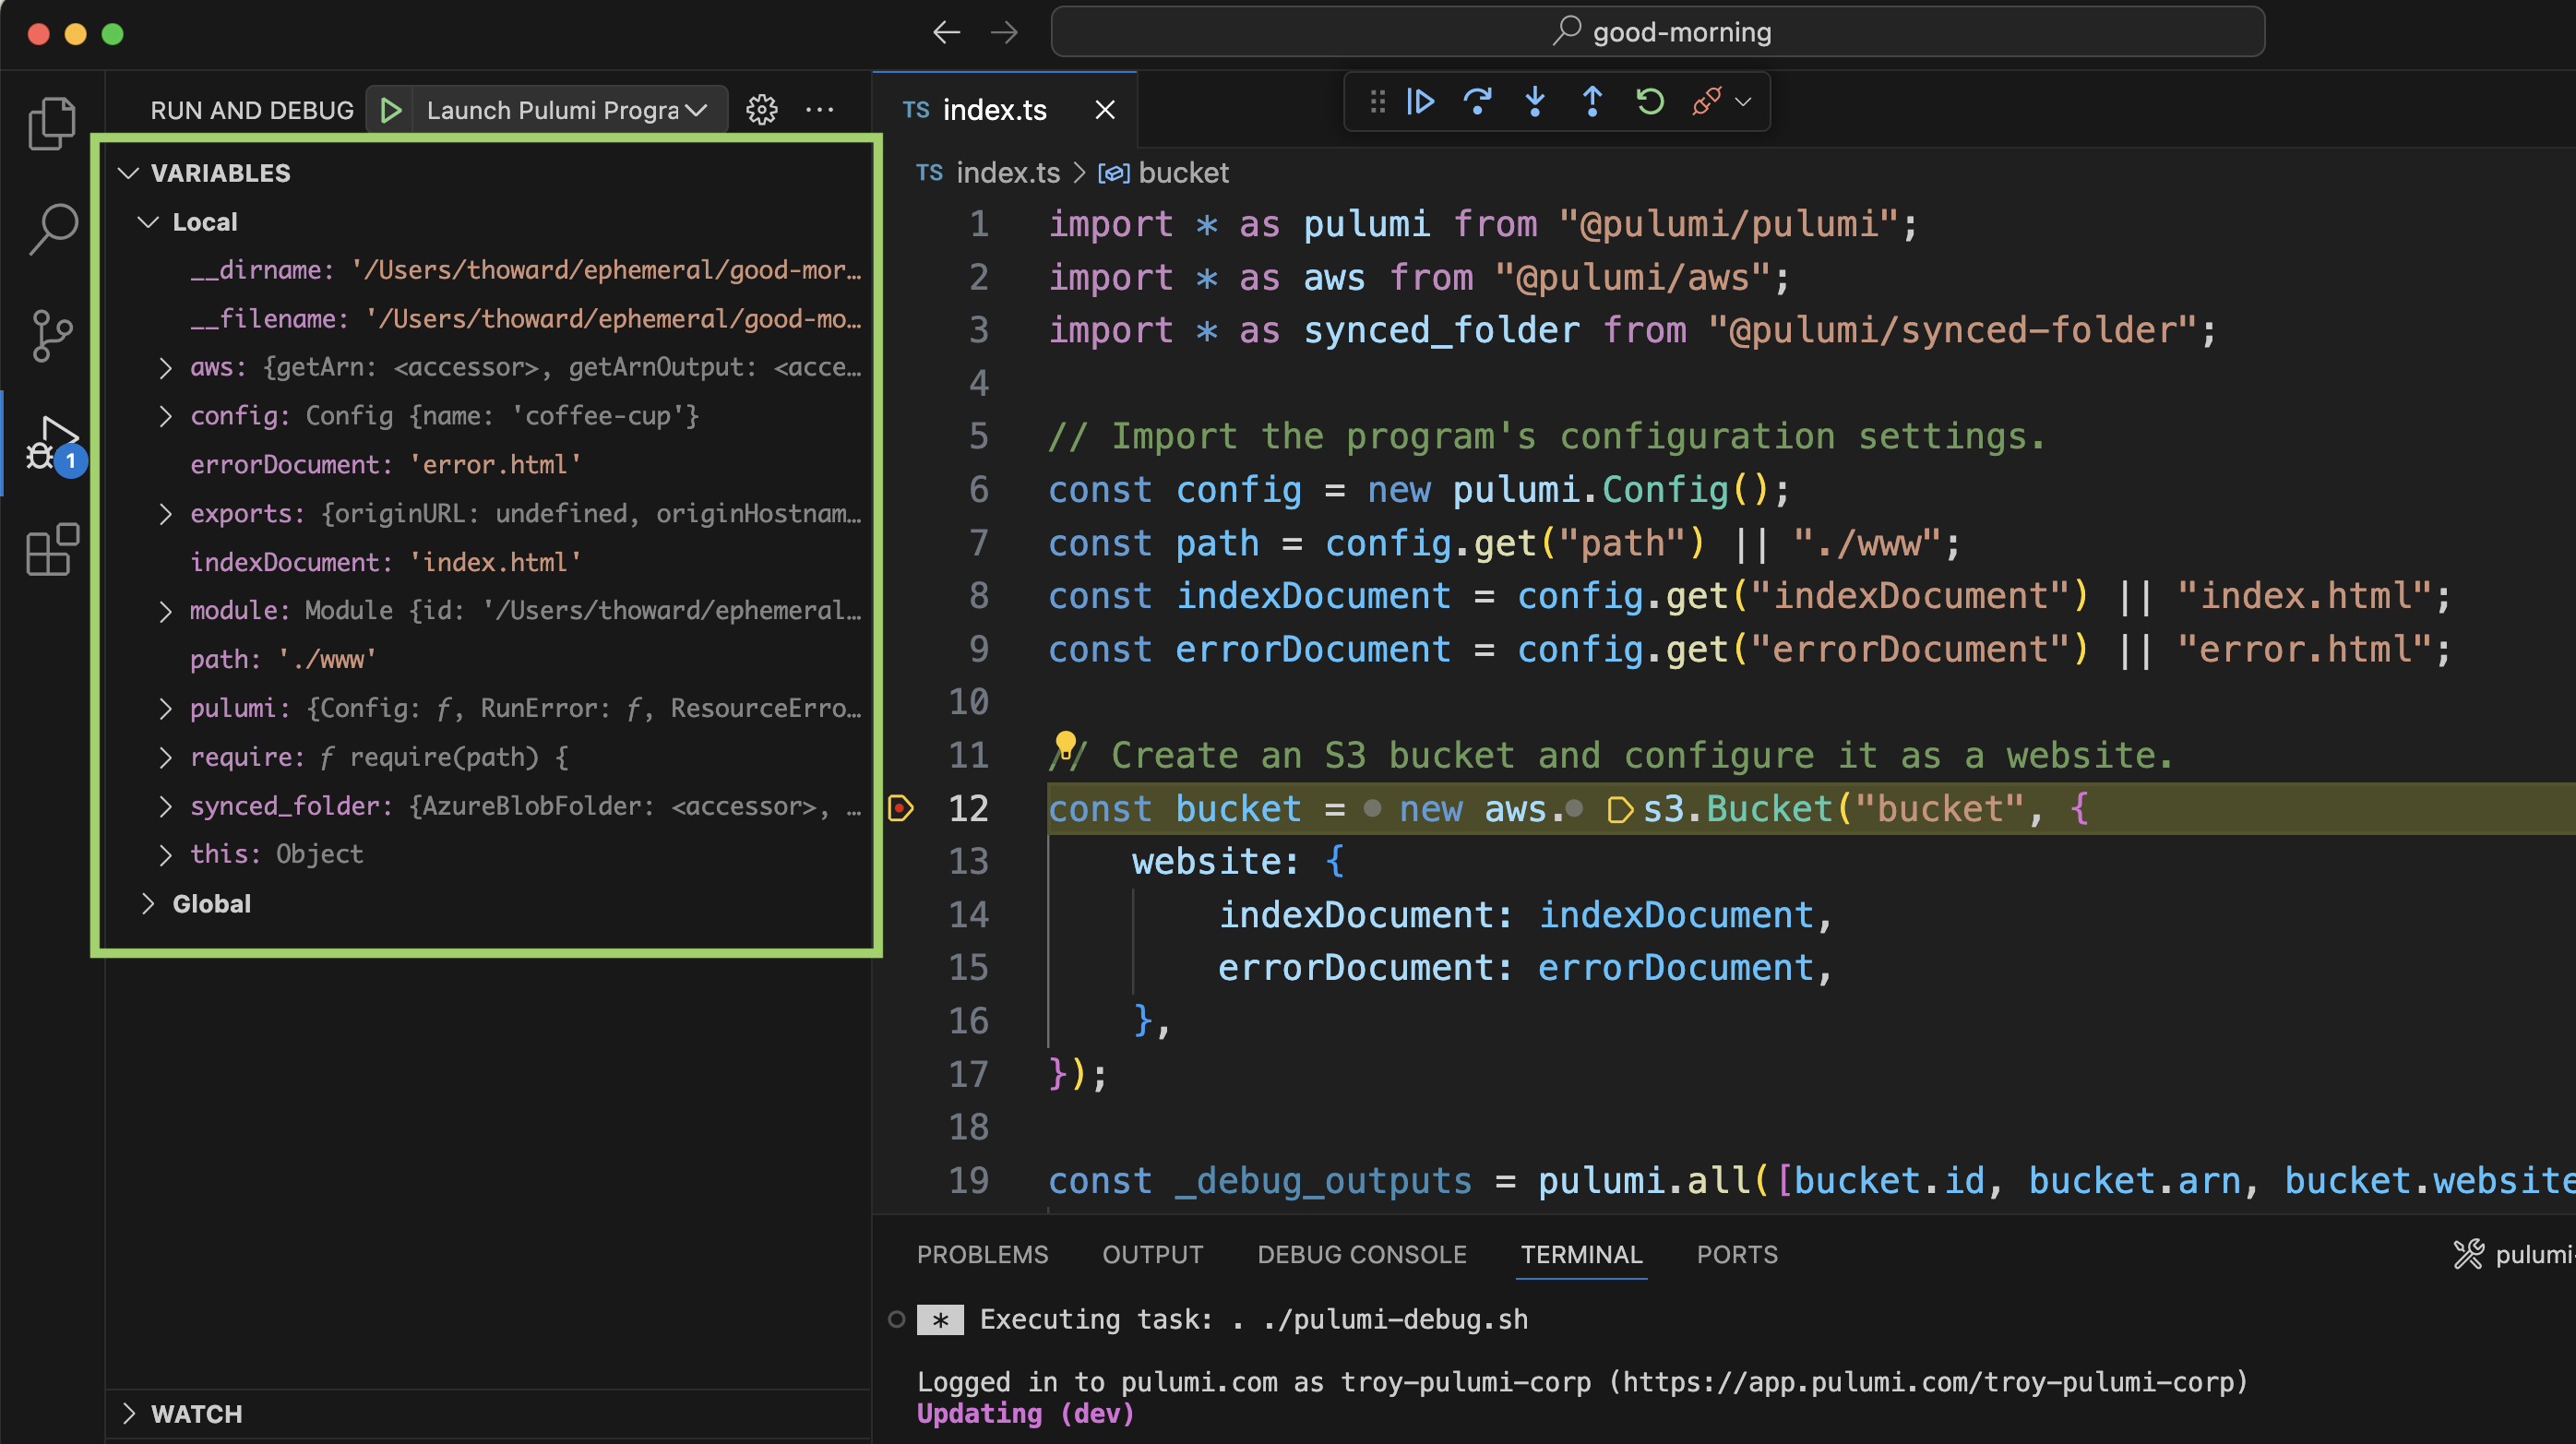 good-morning
RUN AND DEBUG
Launch Pulumi Progra
VARIABLES
Local
__dirname: '/Users/thoward/ephemeral/good-mor…
__filename: '/Users/thoward/ephemeral/good-mo…
aws: {getArn: <accessor>, getArnOutput: <acce…
config: Config {name: 'coffee-cup'}
errorDocument: 'error.html'
exports: {originURL: undefined, originHostnam…
indexDocument: 'index.html'
module: Module {id: '/Users/thoward/ephemeral…
path: './www'
pulumi: {Config: ƒ, RunError: ƒ, ResourceErro…
require: ƒ require(path) {
synced_folder: {AzureBlobFolder: <accessor>, …
this: Object
Global
WATCH
1
TS index.ts
TS index.ts > bucket
1 import * as pulumi from "@pulumi/pulumi";
2 import * as aws from "@pulumi/aws";
3 import * as synced_folder from "@pulumi/synced-folder";
4
5 // Import the program's configuration settings.
6 const config = new pulumi.Config();
7 const path = config.get("path") || "./www";
8 const indexDocument = config.get("indexDocument") || "index.html";
9 const errorDocument = config.get("errorDocument") || "error.html";
10
11 // Create an S3 bucket and configure it as a website.
12 const bucket = new aws.s3.Bucket("bucket", {
13 website: {
14 indexDocument: indexDocument,
15 errorDocument: errorDocument,
16 },
17 });
18
19 const _debug_outputs = pulumi.all([bucket.id, bucket.arn, bucket.website
PROBLEMS OUTPUT DEBUG CONSOLE TERMINAL PORTS
pulumi-
* Executing task: . ./pulumi-debug.sh
Logged in to pulumi.com as troy-pulumi-corp (https://app.pulumi.com/troy-pulumi-corp)
Updating (dev)